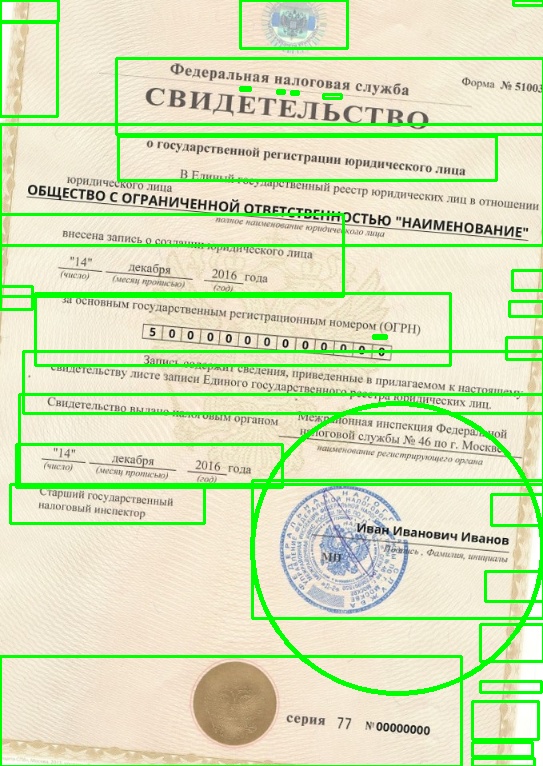 Федеральная налоговая служба
Форма № 51003
СВИДЕТЕЛЬСТВО
о государственной регистрации юридического лица
В Единый государственный реестр юридических лиц в отношении
юридического лица
ОБЩЕСТВО С ОГРАНИЧЕННОЙ ОТВЕТСТВЕННОСТЬЮ "НАИМЕНОВАНИЕ"
полное наименование юридического лица
внесена запись о создании юридического лица
"14" декабря 2016 года
(число) (месяц прописью) (год)
за основным государственным регистрационным номером (ОГРН)
5 0 0 0 0 0 0 0 0 0 0 0 0
Запись содержит сведения, приведенные в прилагаемом к настоящему
свидетельству листе записи Единого государственного реестра юридических лиц.
Свидетельство выдано налоговым органом
Межрайонная инспекция Федеральной
налоговой службы № 46 по г. Москве
наименование регистрирующего органа
"14" декабря 2016 года
(число) (месяц прописью) (год)
Старший государственный
налоговый инспектор
Иван Иванович Иванов
Подпись , Фамилия, инициалы
МП
серия 77 №00000000